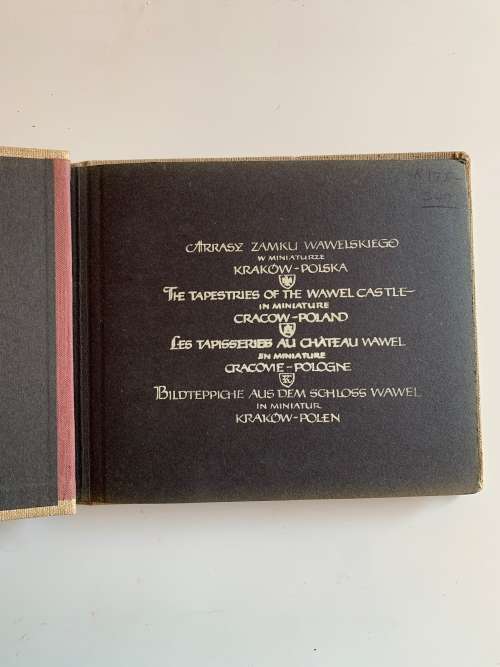 ARRASY ZAMKU WAWELSKIEGO
W MINIATURZE
KRAKÓW-POLSKA
THE TAPESTRIES OF THE WAWEL CASTLE-
IN MINIATURE
CRACOW-POLAND
LES TAPISSERIES AU CHÂTEAU WAWEL
EN MINIATURE
CRACOVIE-POLOGNE
BILDTEPPICHE AUS DEM SCHLOSS WAWEL
IN MINIATUR
KRAKÓW-POLEN